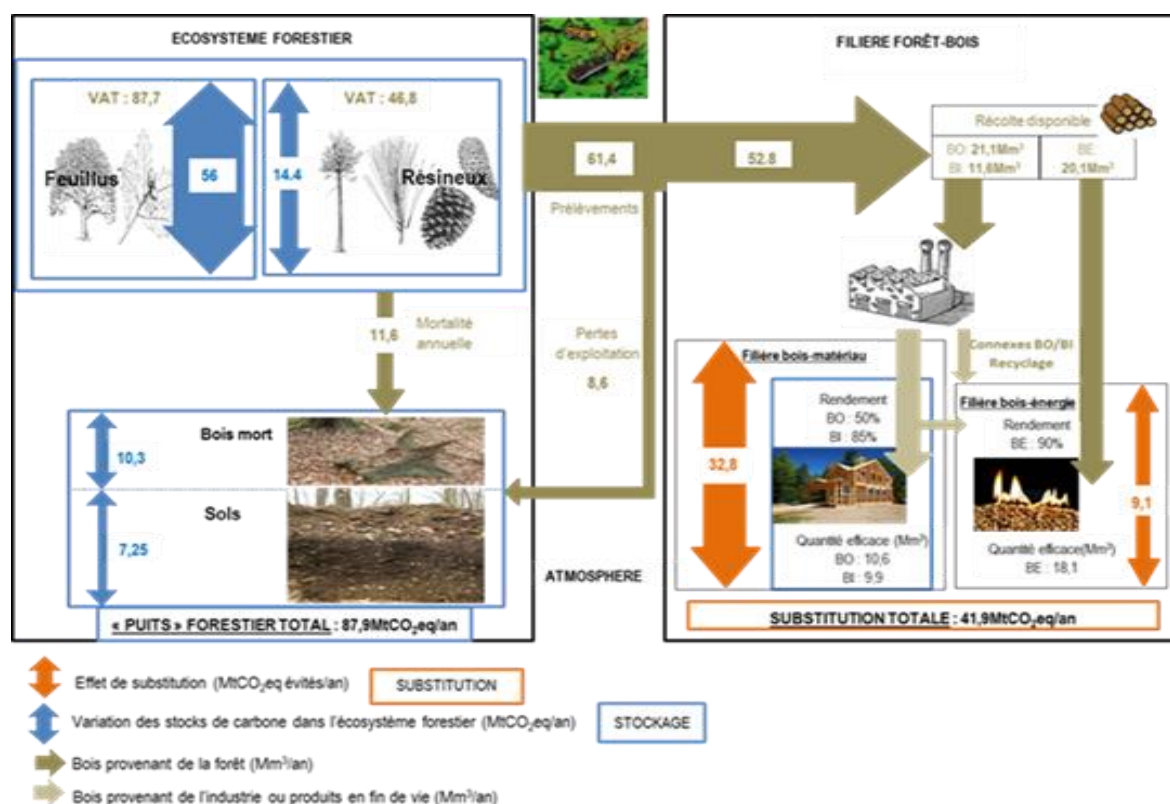 ECOSYSTEME FORESTIER
VAT : 87,7
Feuillus
56
VAT : 46,8
14.4
Résineux
61,4
Prélèvements
52.8
11,6
Mortalité
annuelle
Pertes
d'exploitation
8,6
10,3
Bois mort
7,25
Sols
« PUITS » FORESTIER TOTAL : 87,9MtCO₂eq/an
ATMOSPHERE
FILIERE FORÊT-BOIS
Récolte disponible
BO: 21,1Mm³
BI: 11,6Mm³
BE:
20,1Mm³
Connexes BO/BI
Recyclage
Filière bois-matériau
32,8
Rendement
BO : 50%
BI : 85%
Quantité efficace (Mm³)
BO : 10,6
BI : 9,9
Filière bois-énergie
Rendement
BE : 90%
9,1
Quantité efficace(Mm³)
BE : 18,1
SUBSTITUTION TOTALE : 41,9MtCO₂eq/an
Effet de substitution (MtCO₂eq évités/an)
SUBSTITUTION
Variation des stocks de carbone dans l'écosystème forestier (MtCO₂eq/an)
STOCKAGE
Bois provenant de la forêt (Mm³/an)
Bois provenant de l'industrie ou produits en fin de vie (Mm³/an)